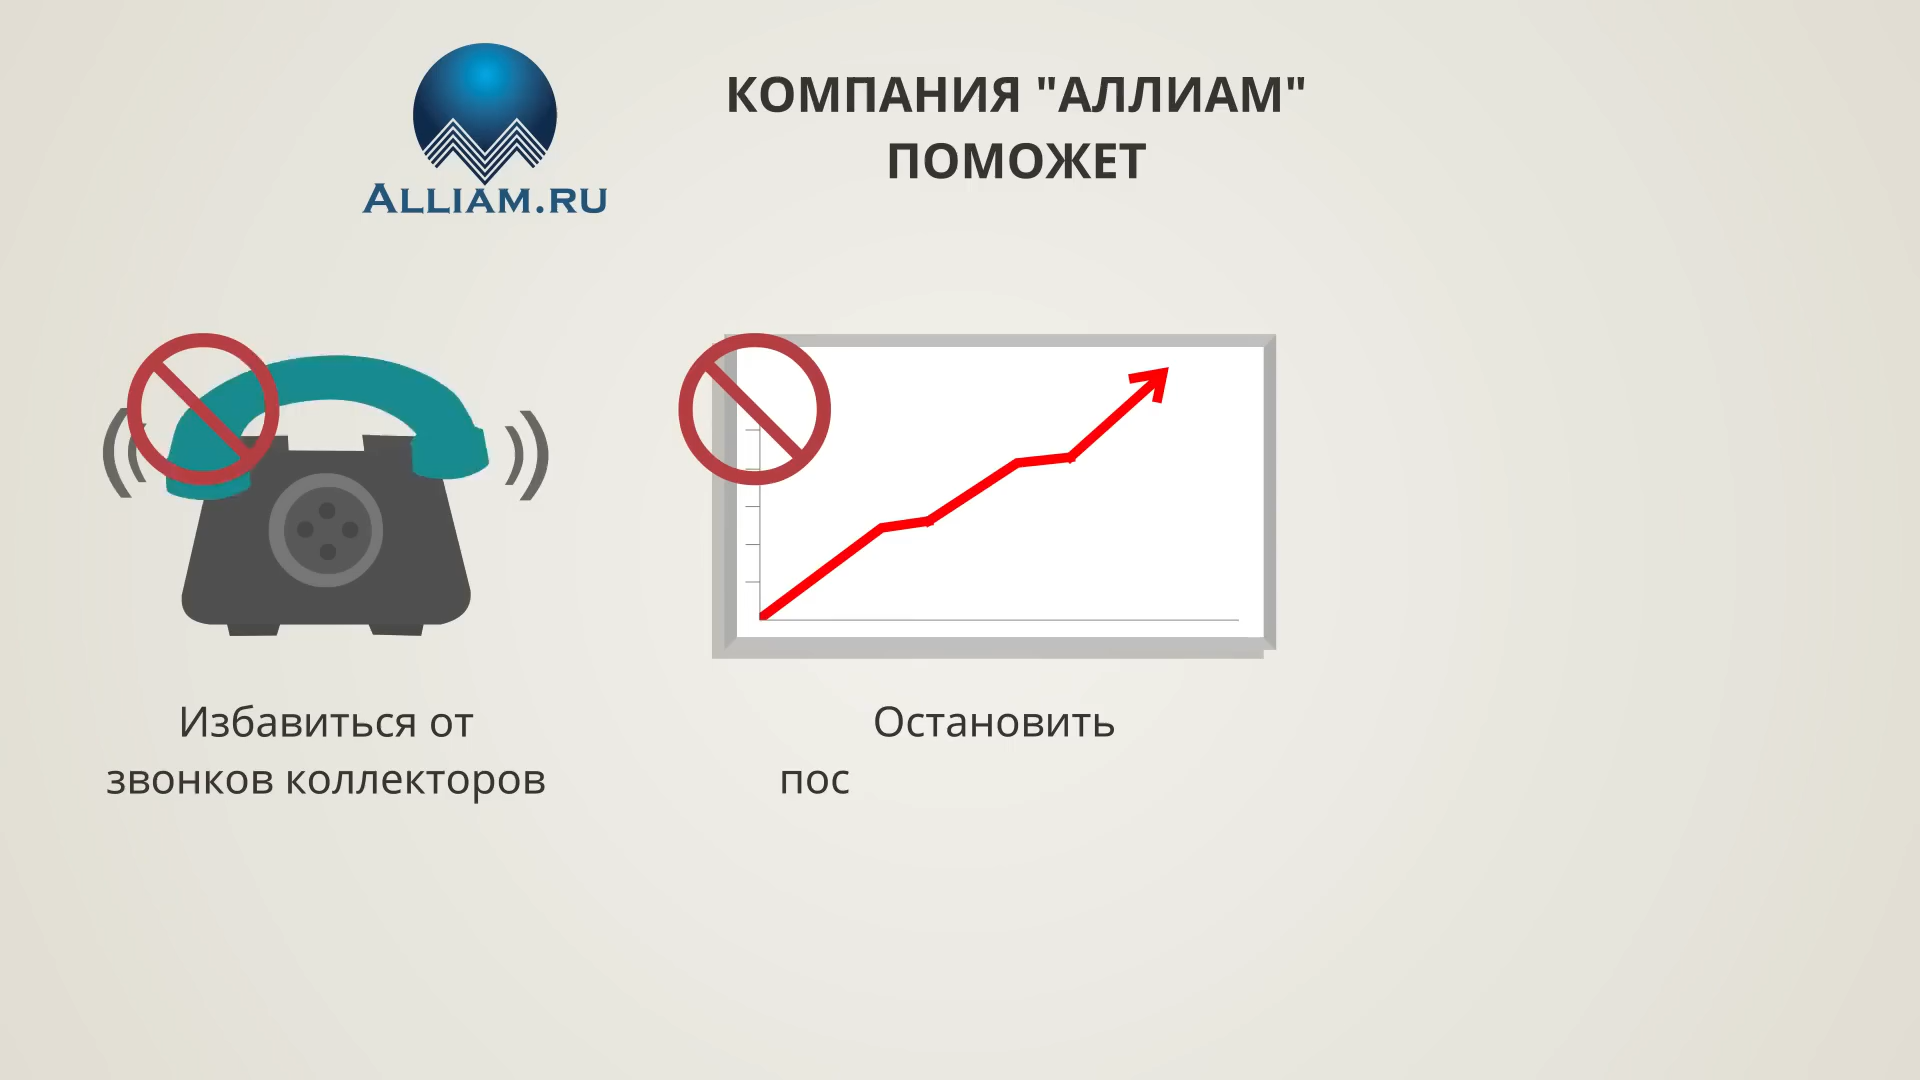 ALLIAM.RU
КОМПАНИЯ "АЛЛИАМ"
ПОМОЖЕТ
Избавиться от
звонков коллекторов
Остановить
пос